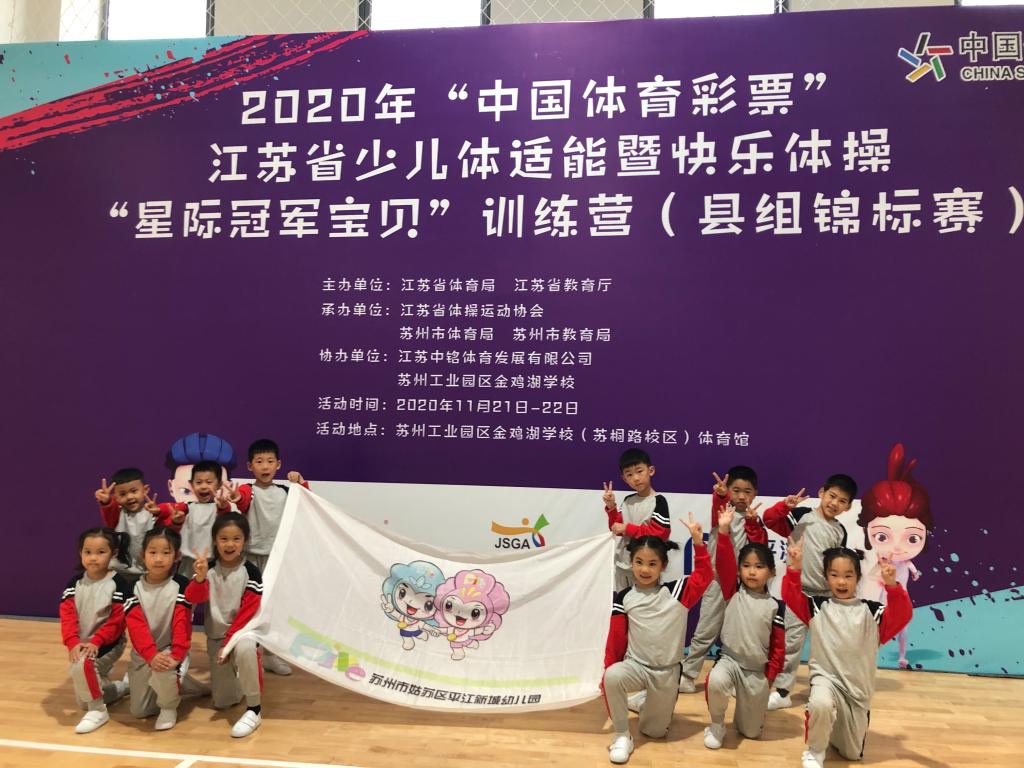 中国
CHINA S
2020年“中国体育彩票”
江苏省少儿体适能暨快乐体操
“星际冠军宝贝”训练营(县组锦标赛)
主办单位：江苏省体育局 江苏省教育厅
承办单位：江苏省体操运动协会
苏州市体育局 苏州市教育局
协办单位：江苏中铭体育发展有限公司
苏州工业园区金鸡湖学校
活动时间：2020年11月21日-22日
活动地点：苏州工业园区金鸡湖学校(苏桐路校区)体育馆
JSGA
苏州市姑苏区平江新城幼儿园